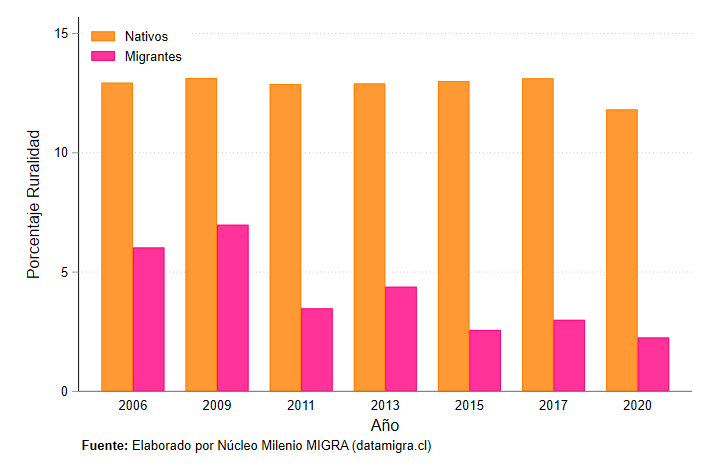 15
Nativos
Migrantes
10
Porcentaje Ruralidad
5
0
2006 2009 2011 2013 2015 2017 2020
Año
Fuente: Elaborado por Núcleo Milenio MIGRA (datamigra.cl)